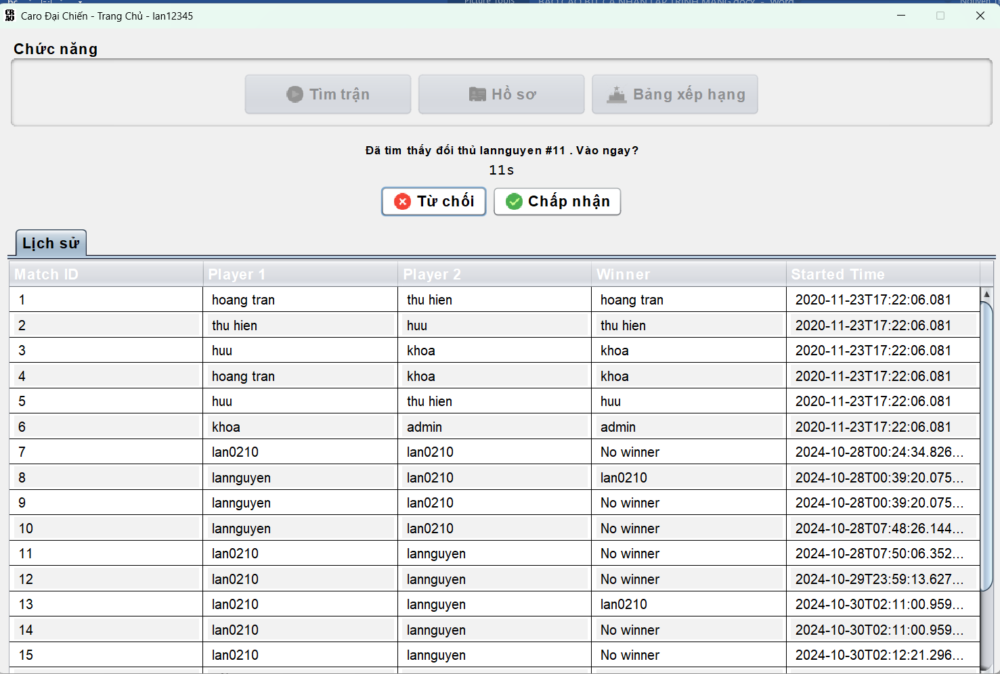 Caro Đại Chiến - Trang Chủ - lan12345
Chức năng
Tìm trận Hồ sơ Bảng xếp hạng
Đã tìm thấy đối thủ lannguyen #11 . Vào ngay?
11s
Từ chối Chấp nhận
Lịch sử
Match ID Player 1 Player 2 Winner Started Time
1 hoang tran thu hien hoang tran 2020-11-23T17:22:06.081
2 thu hien huu thu hien 2020-11-23T17:22:06.081
3 huu khoa khoa 2020-11-23T17:22:06.081
4 hoang tran khoa khoa 2020-11-23T17:22:06.081
5 huu thu hien huu 2020-11-23T17:22:06.081
6 khoa admin admin 2020-11-23T17:22:06.081
7 lan0210 lan0210 No winner 2024-10-28T00:24:34.826...
8 lannguyen lan0210 lan0210 2024-10-28T00:39:20.075...
9 lannguyen lan0210 No winner 2024-10-28T00:39:20.075...
10 lannguyen lan0210 No winner 2024-10-28T07:48:26.144...
11 lan0210 lannguyen No winner 2024-10-28T07:50:06.352...
12 lan0210 lannguyen No winner 2024-10-29T23:59:13.627...
13 lan0210 lannguyen lan0210 2024-10-30T02:11:00.959...
14 lan0210 lannguyen No winner 2024-10-30T02:11:00.959...
15 lan0210 lannguyen No winner 2024-10-30T02:12:21.296...